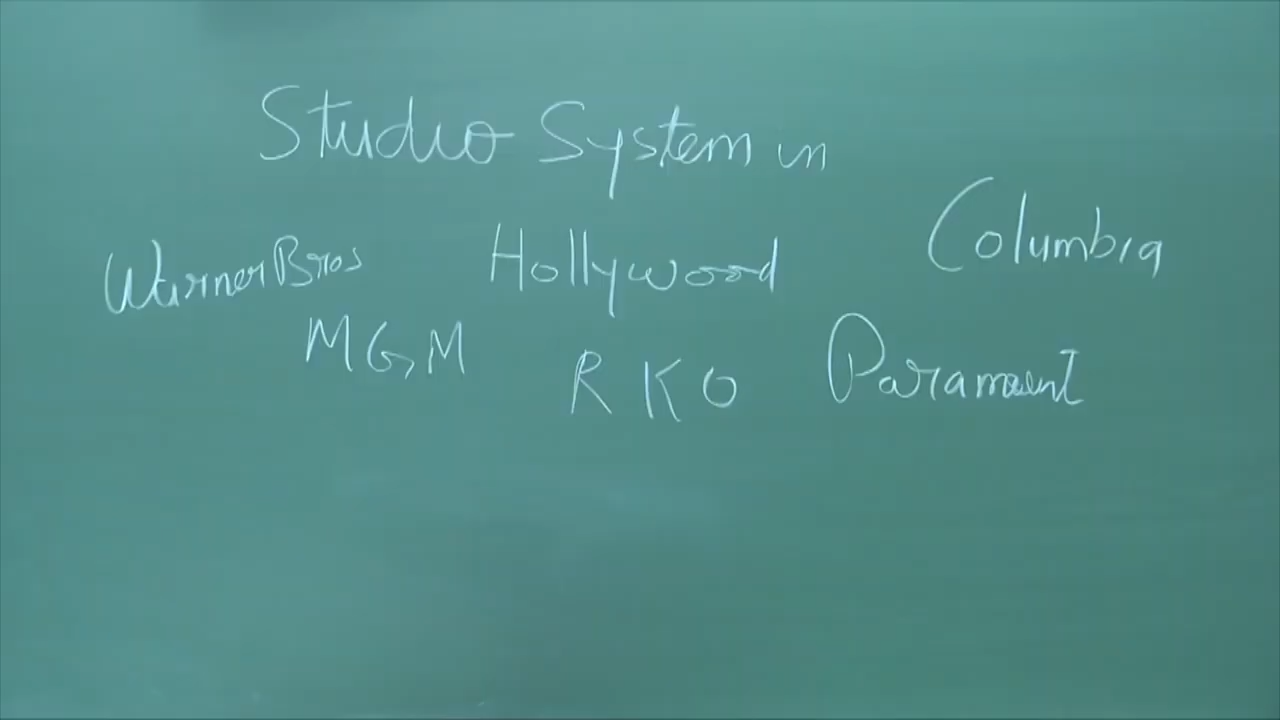 Studio System in
Hollywood
Columbia
Warner Bros
MGM
RKO
Paramount